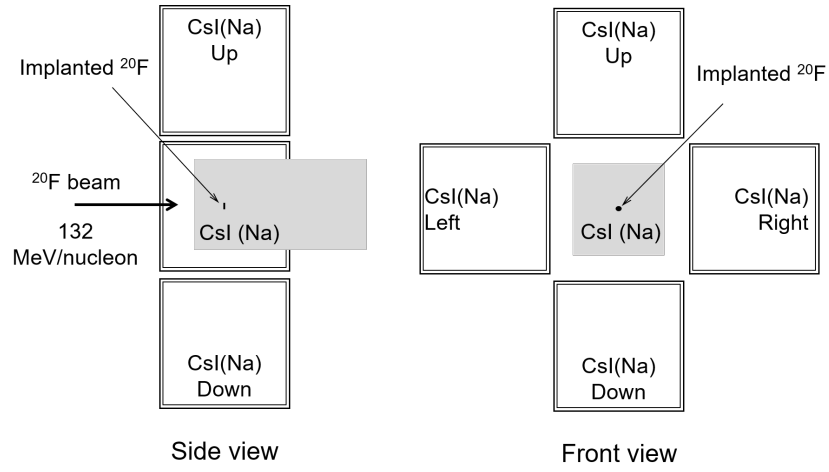 CsI(Na)
Up
Implanted ²⁰F
²⁰F beam
132
MeV/nucleon
CsI (Na)
CsI(Na)
Down
Side view
CsI(Na)
Up
Implanted ²⁰F
CsI(Na)
Left
CsI (Na)
CsI(Na)
Right
CsI(Na)
Down
Front view